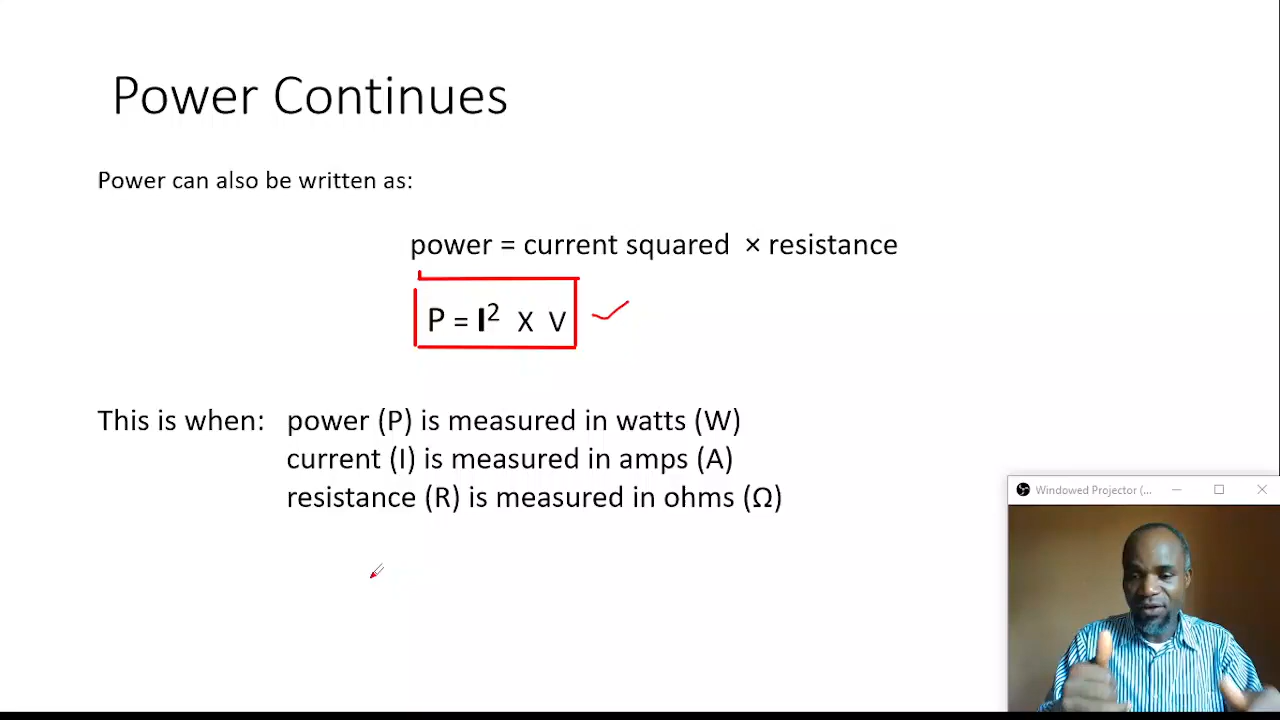 Power Continues
Power can also be written as:
power = current squared × resistance
P = I² X V
This is when: power (P) is measured in watts (W)
current (I) is measured in amps (A)
resistance (R) is measured in ohms (Ω)
Windowed Projector (...